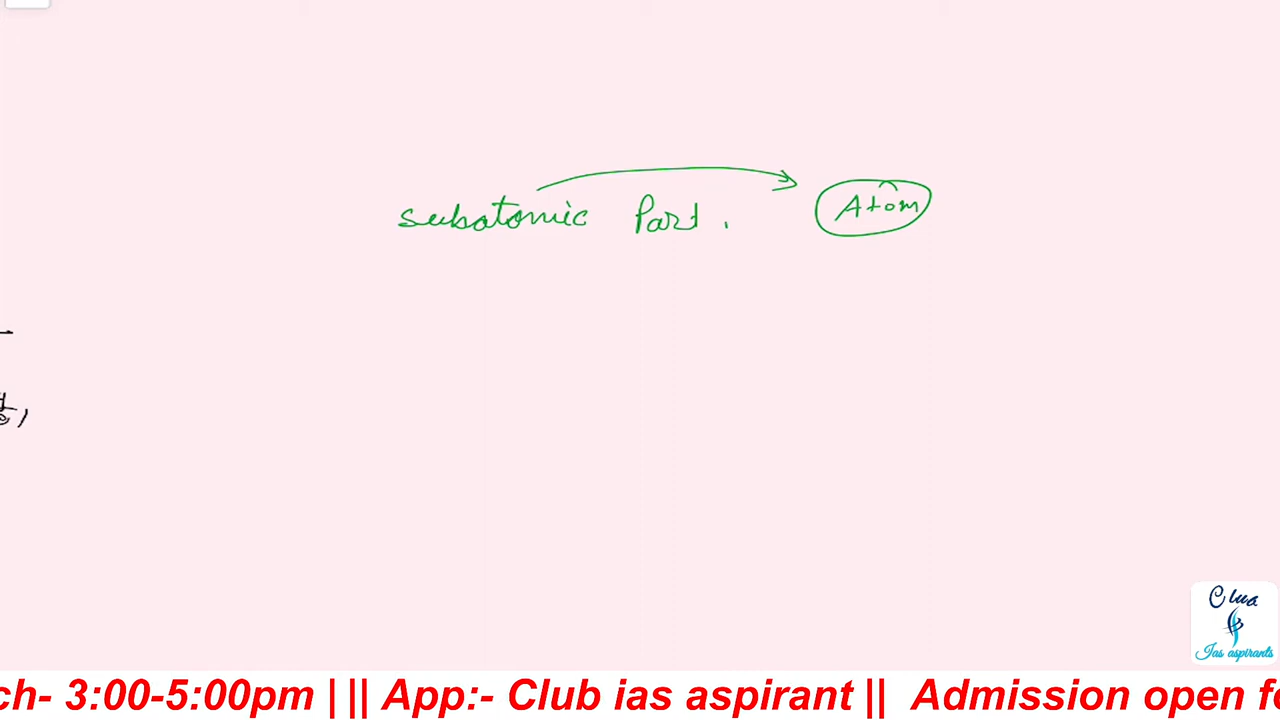 subatomic Part. Atom
Club
Ias aspirants
ch- 3:00-5:00pm | || App:- Club ias aspirant || Admission open fo